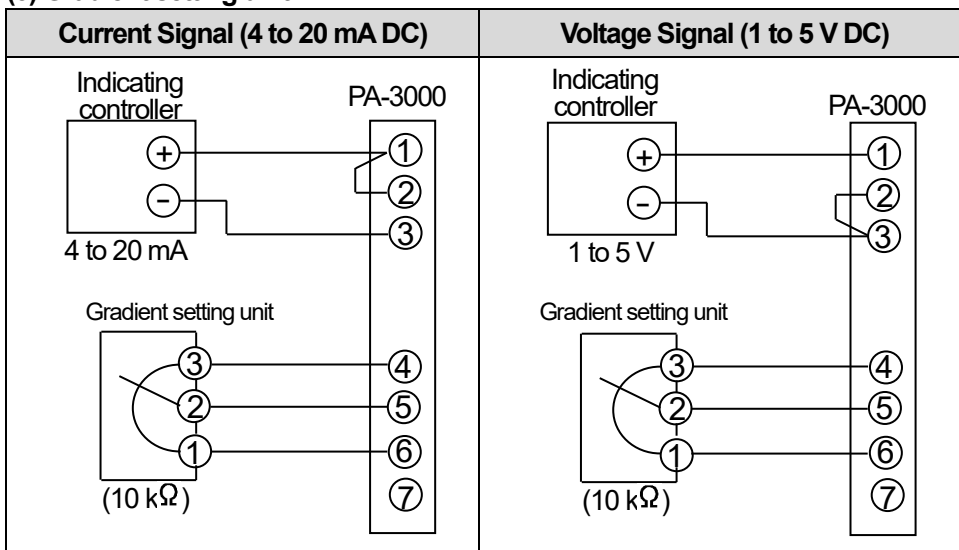 Current Signal (4 to 20 mA DC)
Voltage Signal (1 to 5 V DC)
Indicating
controller
PA-3000
+
1
2
-
3
4 to 20 mA
Gradient setting unit
3
4
2
5
1
6
(10 kΩ)
7
Indicating
controller
PA-3000
+
1
2
-
3
1 to 5 V
Gradient setting unit
3
4
2
5
1
6
(10 kΩ)
7